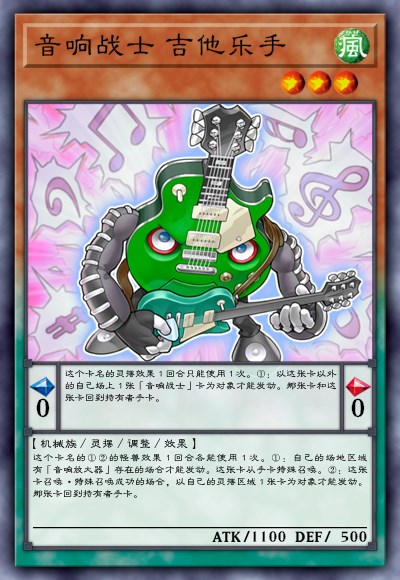 音响战士 吉他乐手
風
这个卡名的灵摆效果1回合只能使用1次。①：以这张卡以外
的自己场上1张「音响战士」卡为对象才能发动。那张卡和这
张卡回到持有者手卡。
0
0
【机械族／灵摆／调整／效果】
这个卡名的①②的怪兽效果1回合各能使用1次。①：自己的场地区域
有「音响放大器」存在的场合才能发动。这张卡从手卡特殊召唤。②：这张
卡召唤·特殊召唤成功的场合，以自己的灵摆区域1张卡为对象才能发动。
那张卡回到持有者手卡。
ATK/1100 DEF/ 500